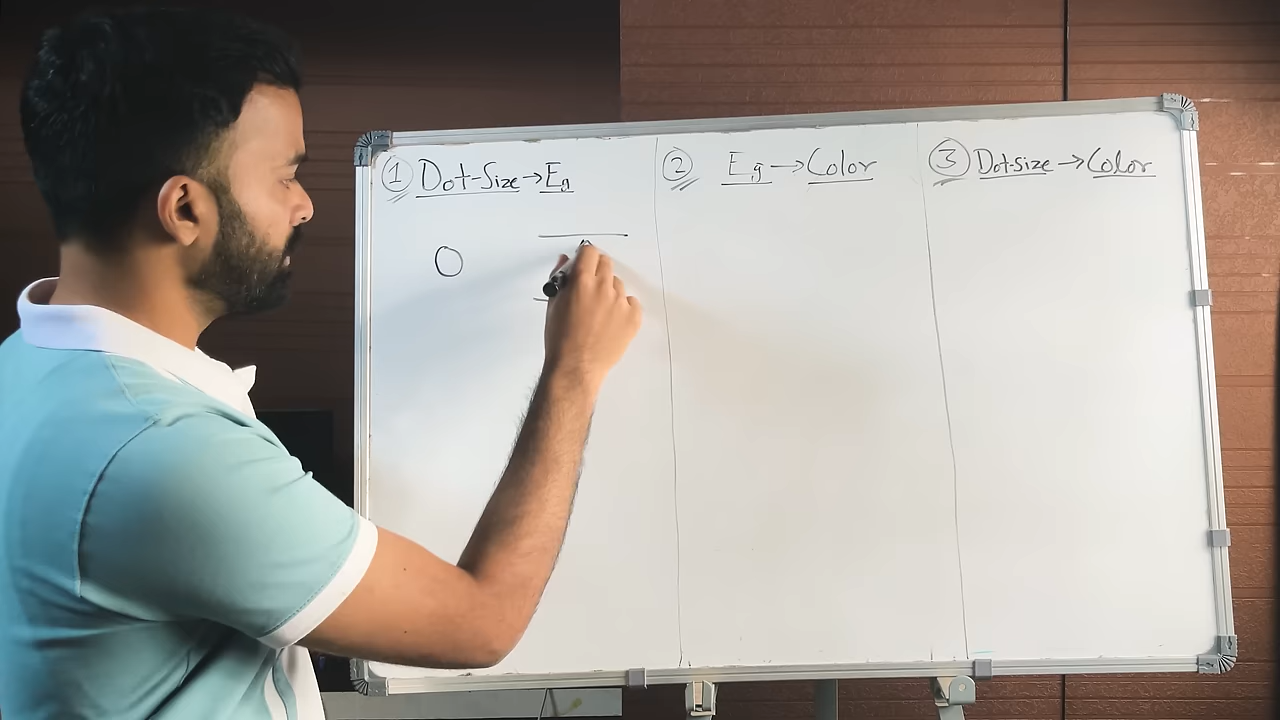 ① Dot-Size→Eg
② Eg→Color
③ Dot-size→Color